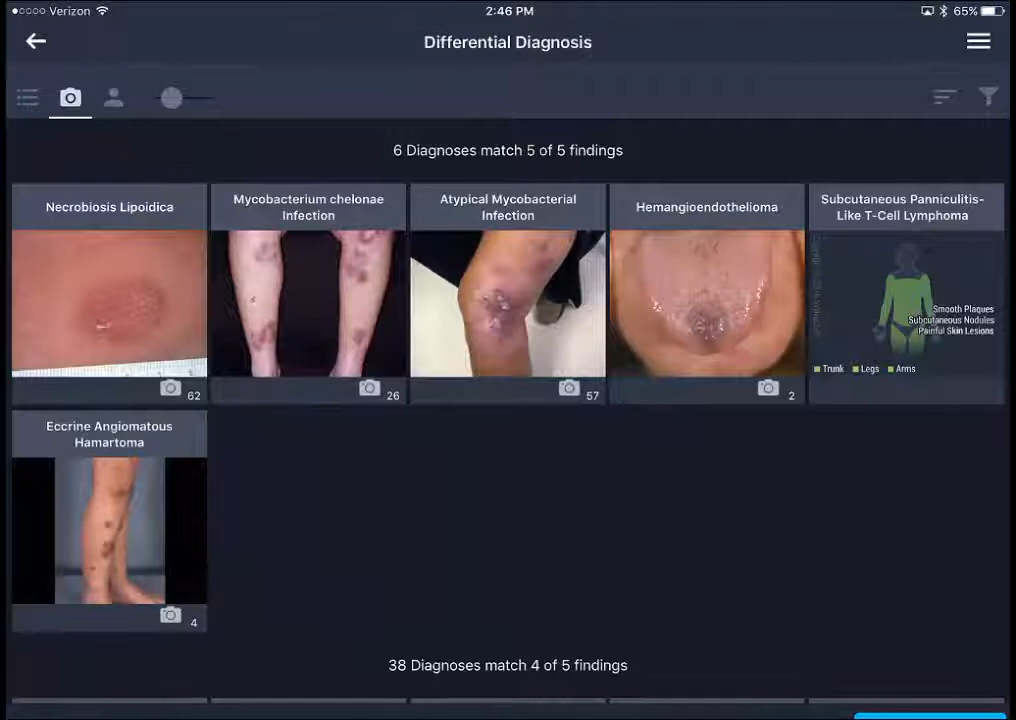 Verizon
2:46 PM
65%
Differential Diagnosis
6 Diagnoses match 5 of 5 findings
Necrobiosis Lipoidica
62
Mycobacterium chelonae
Infection
26
Atypical Mycobacterial
Infection
57
Hemangioendothelioma
2
Subcutaneous Panniculitis-
Like T-Cell Lymphoma
Smooth Plaques
Subcutaneous Nodules
Painful Skin Lesions
Trunk Legs Arms
Eccrine Angiomatous
Hamartoma
4
38 Diagnoses match 4 of 5 findings